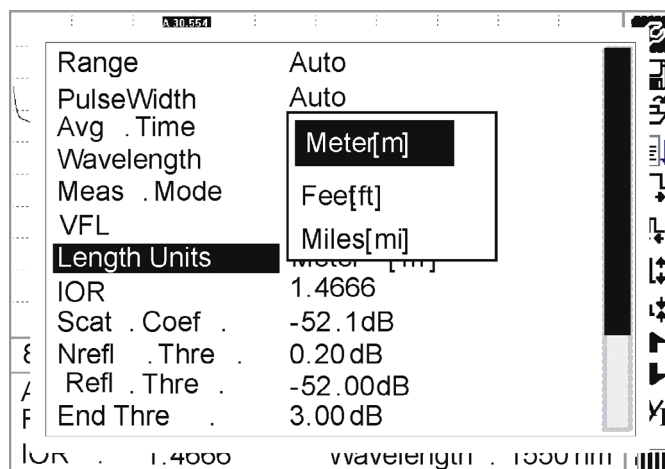 A 30.554
Range Auto
PulseWidth Auto
Avg . Time
Wavelength
Meas . Mode
VFL
Length Units Meter [m]
IOR 1.4666
Scat . Coef . -52.1dB
Nrefl . Thre . 0.20dB
Refl . Thre . -52.00dB
End Thre . 3.00dB
Meter[m]
Feet[ft]
Miles[mi]
IOR . 1.4666 Wavelength . 1550nm